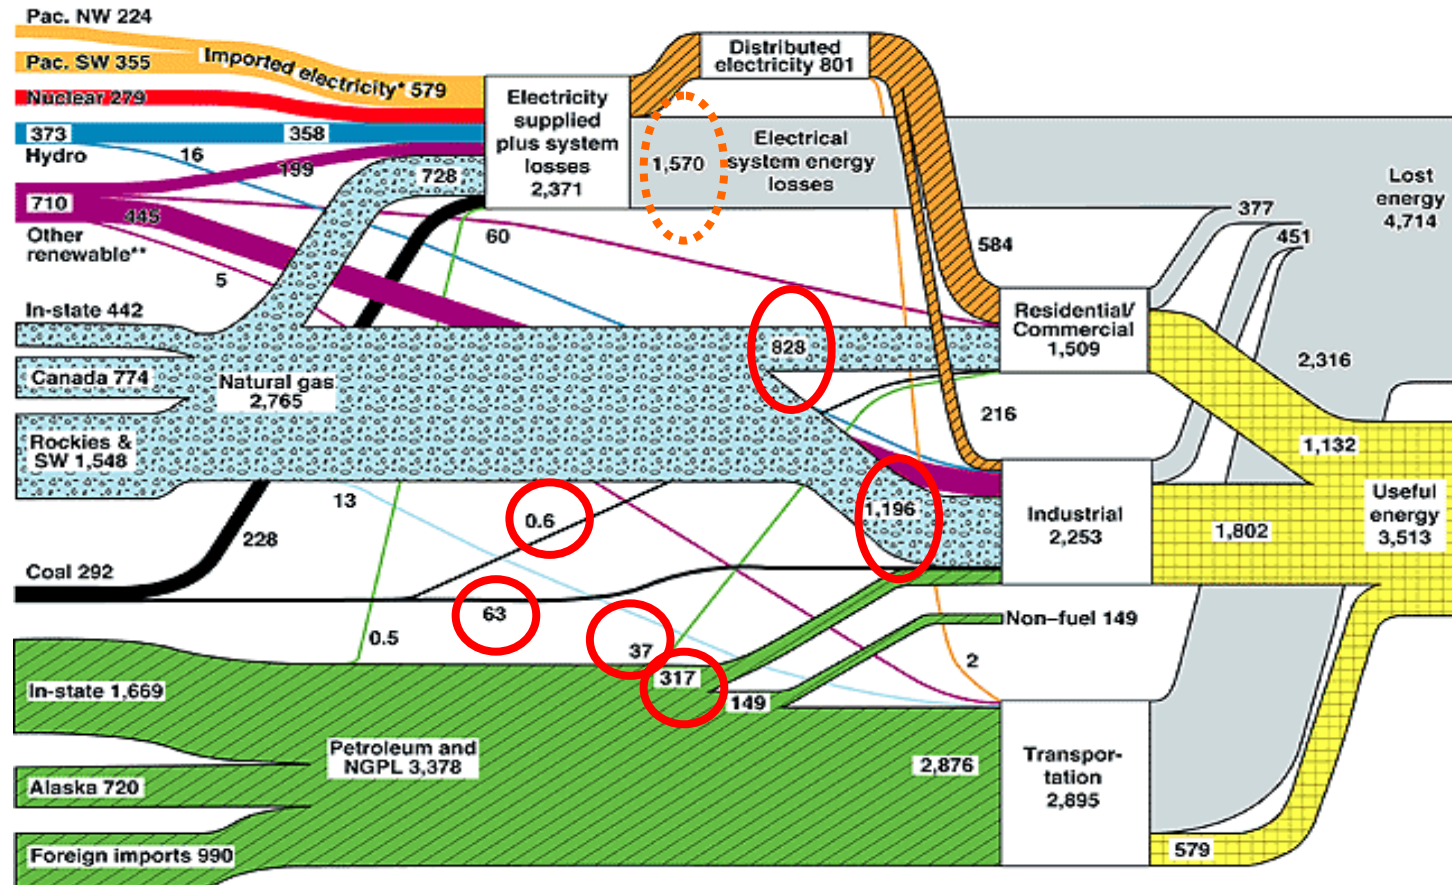 Pac. NW 224
Pac. SW 355
Imported electricity* 579
Nuclear 279
373
358
Hydro
16
199
728
710
445
Other
renewable**
5
60
In-state 442
Canada 774
Natural gas
2,765
Rockies &
SW 1,548
13
228
Coal 292
0.6
63
0.5
37
317
149
In-state 1,669
Petroleum and
NGPL 3,378
Alaska 720
Foreign imports 990
2,876
Electricity
supplied
plus system
losses
2,371
Distributed
electricity 801
1,570
Electrical
system energy
losses
584
828
216
1,196
Residential/
Commercial
1,509
Industrial
2,253
Non–fuel 149
2
Transpor-
tation
2,895
377
451
Lost
energy
4,714
2,316
1,132
1,802
Useful
energy
3,513
579